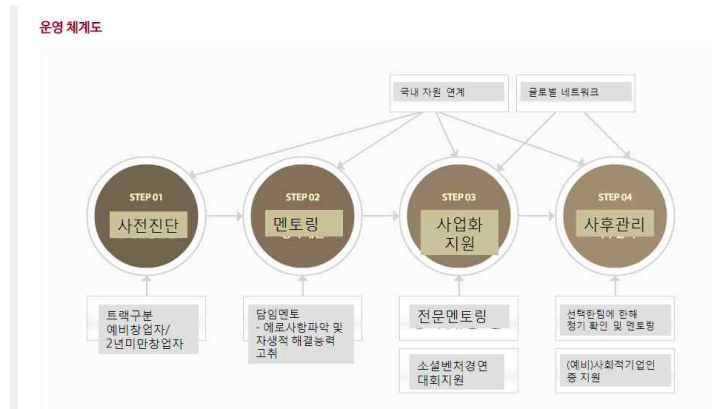 운영 체계도
국내 자원 연계
글로벌 네트워크
STEP 01
사전진단
STEP 02
멘토링
STEP 03
사업화
지원
STEP 04
사후관리
트랙구분
예비창업자/
2년미만창업자
담임멘토
- 에로사항파악 및
자생적 해결능력
고취
전문멘토링
소셜벤처경연
대회지원
선택한팀에 한해
정기 확인 및 멘토링
(예비)사회적기업인
증 지원